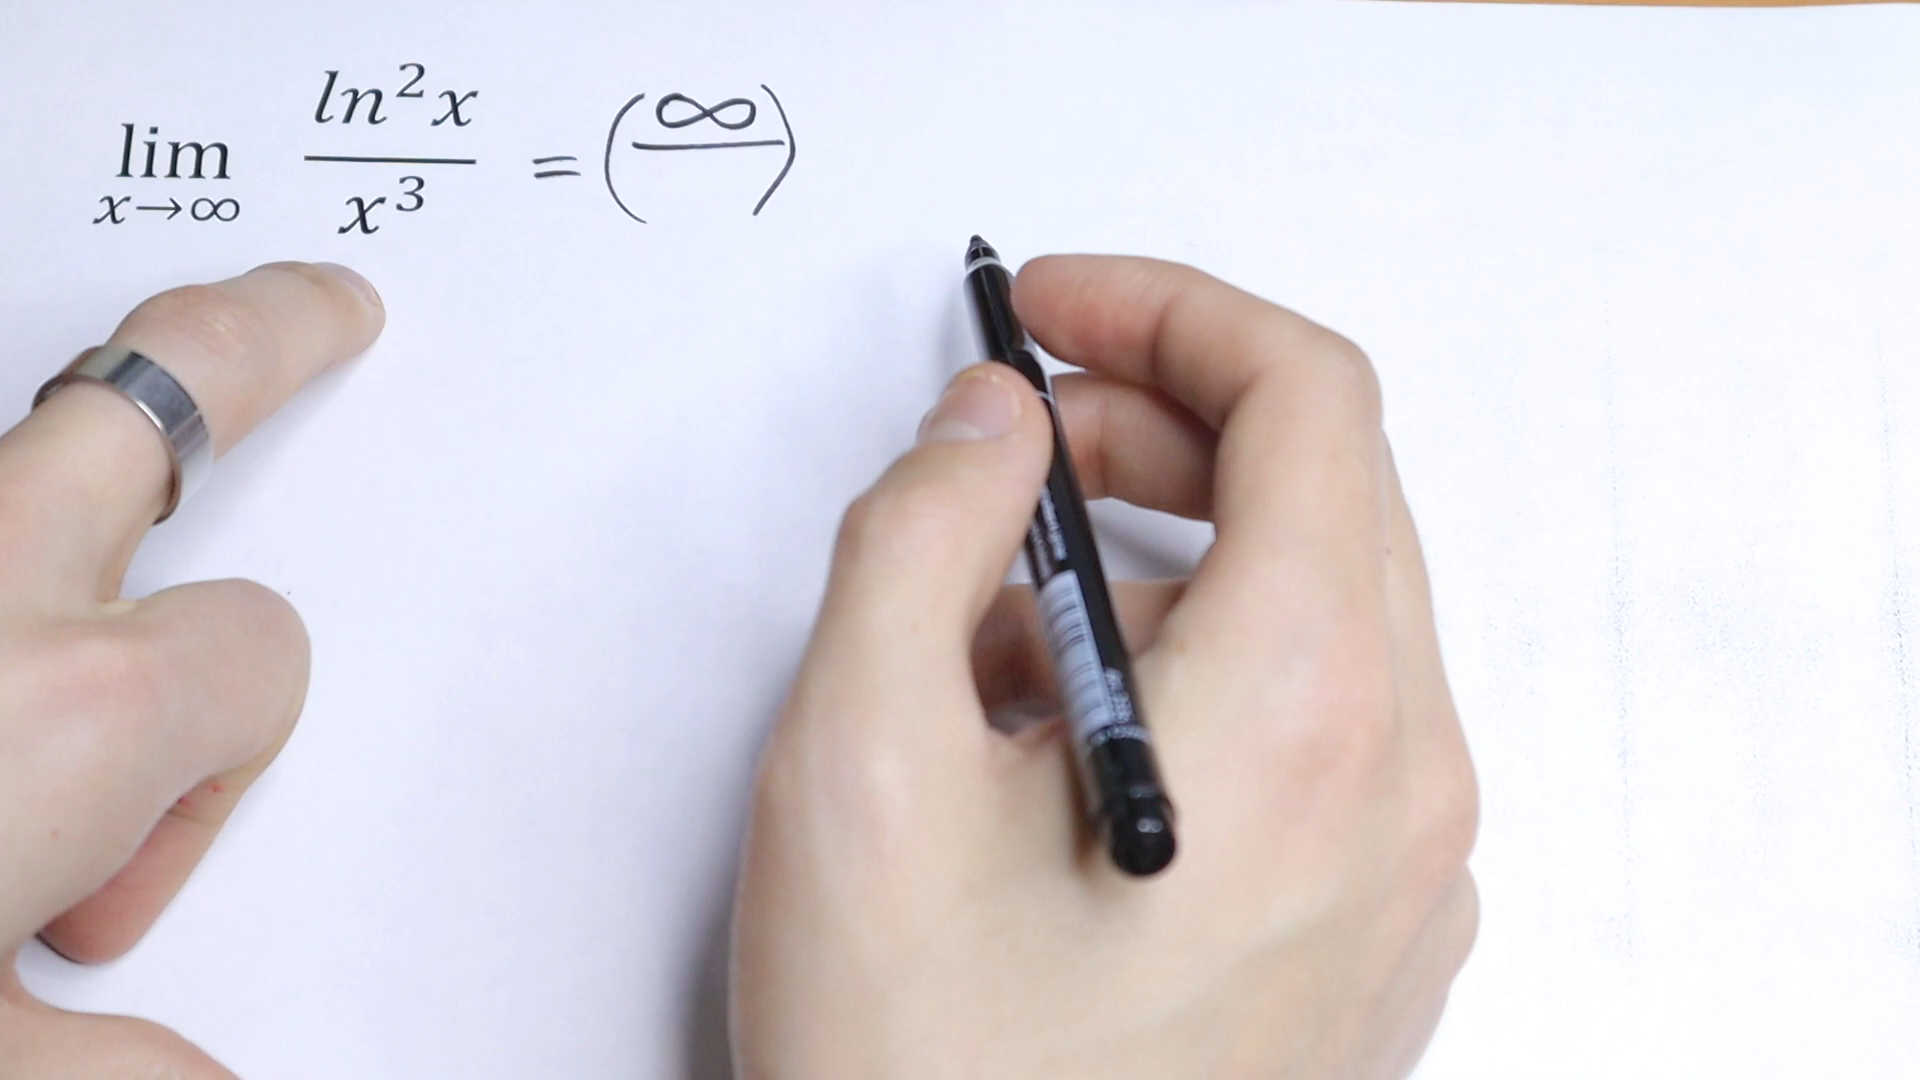 lim x→∞ ln²x / x³ = (∞/ )